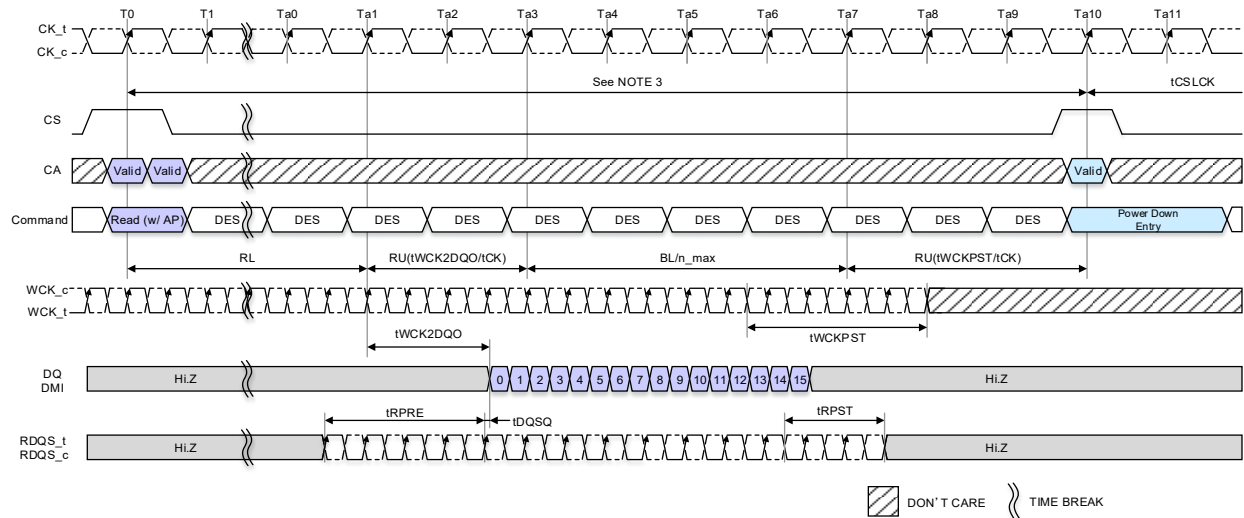 T0 T1 Ta0 Ta1 Ta2 Ta3 Ta4 Ta5 Ta6 Ta7 Ta8 Ta9 Ta10 Ta11
CK_t
CK_c
See NOTE 3 tCSLCK
CS
CA Valid Valid Valid
Command Read (w/ AP) DES DES DES DES DES DES DES DES DES DES DES Power Down
Entry
RL RU(tWCK2DQO/tCK) BL/n_max RU(tWCKPST/tCK)
WCK_c
WCK_t
tWCK2DQO tWCKPST
DQ
DMI
Hi.Z 0 1 2 3 4 5 6 7 8 9 10 11 12 13 14 15 Hi.Z
tRPRE tDQSQ tRPST
RDQS_t
RDQS_c
Hi.Z Hi.Z
DON'T CARE TIME BREAK